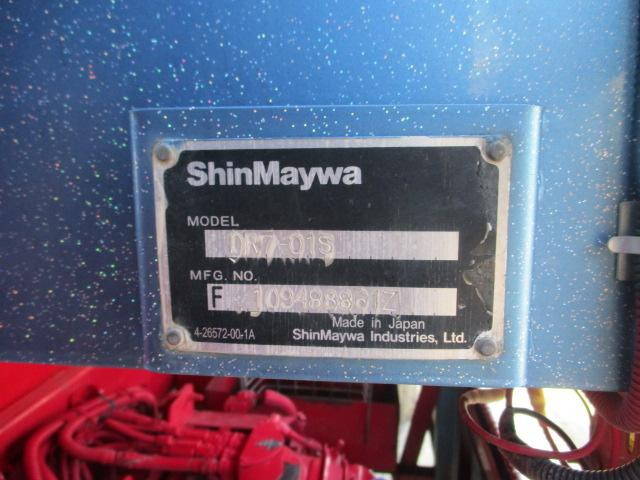 ShinMaywa
MODEL
DR7-01S
MFG. NO.
F
Made in Japan
4-26572-00-1A
ShinMaywa Industries, Ltd.